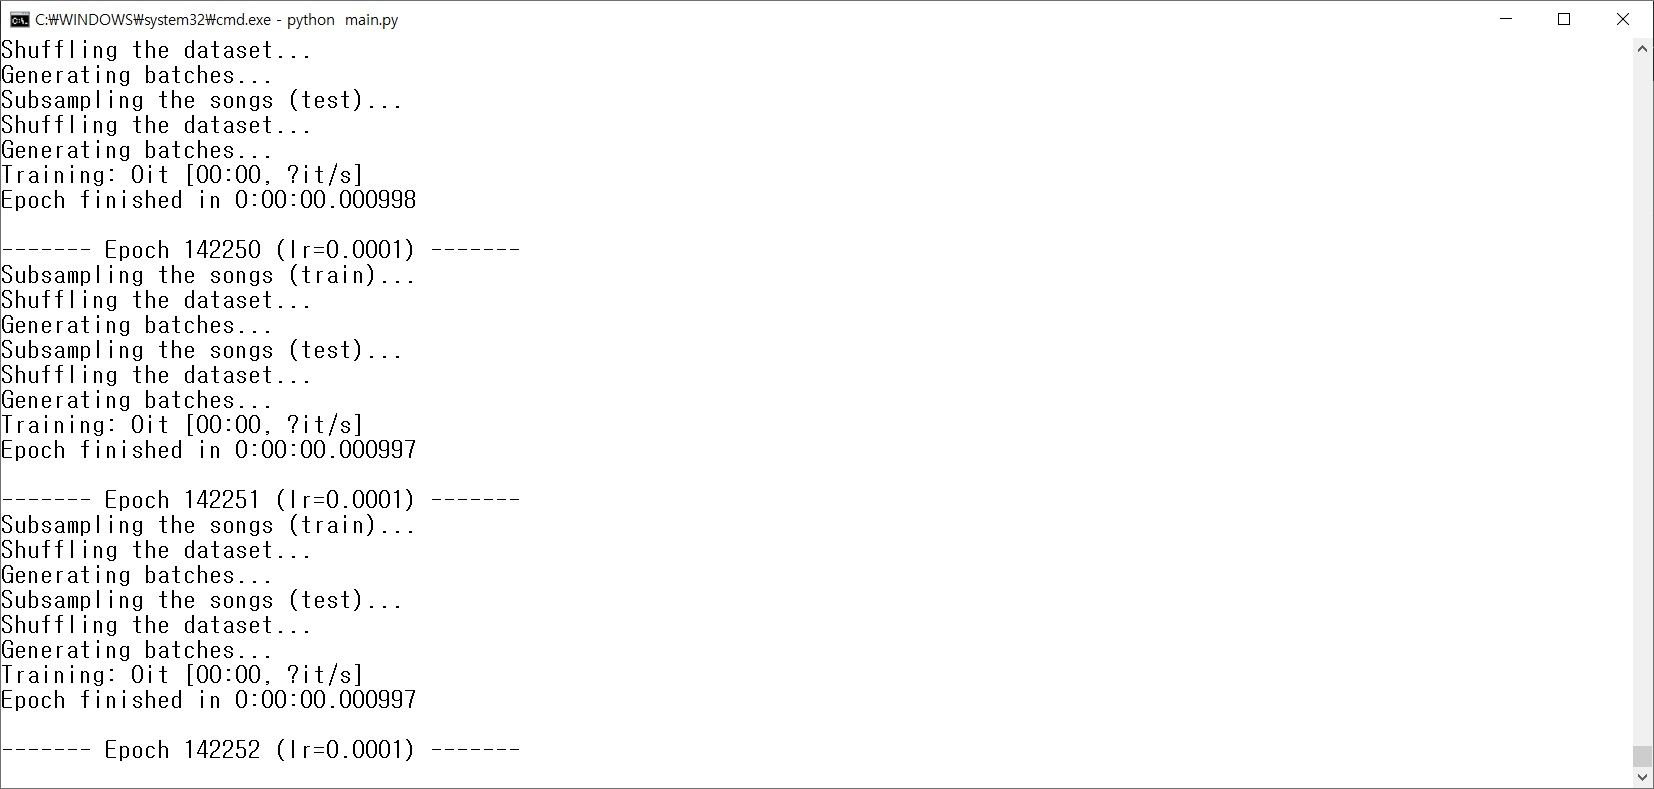 C:₩WINDOWS₩system32₩cmd.exe - python  main.py
Shuffling the dataset...
Generating batches...
Subsampling the songs (test)...
Shuffling the dataset...
Generating batches...
Training: 0it [00:00, ?it/s]
Epoch finished in 0:00:00.000998
------- Epoch 142250 (lr=0.0001) -------
Subsampling the songs (train)...
Shuffling the dataset...
Generating batches...
Subsampling the songs (test)...
Shuffling the dataset...
Generating batches...
Training: 0it [00:00, ?it/s]
Epoch finished in 0:00:00.000997
------- Epoch 142251 (lr=0.0001) -------
Subsampling the songs (train)...
Shuffling the dataset...
Generating batches...
Subsampling the songs (test)...
Shuffling the dataset...
Generating batches...
Training: 0it [00:00, ?it/s]
Epoch finished in 0:00:00.000997
------- Epoch 142252 (lr=0.0001) -------